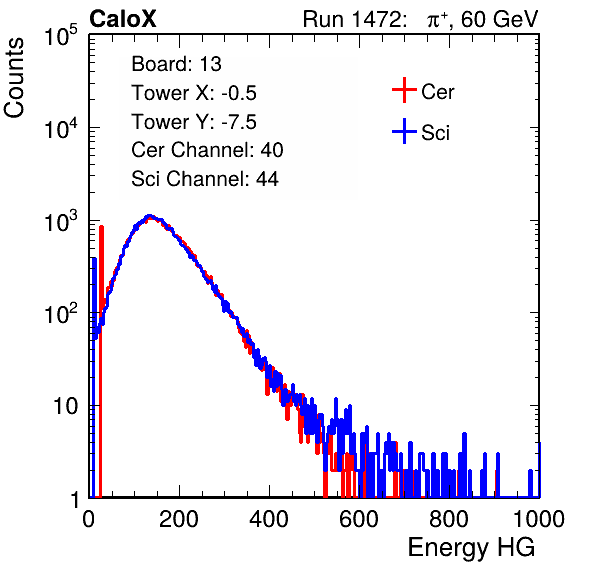 CaloX Run 1472: π⁺, 60 GeV
Counts
Board: 13
Tower X: -0.5
Tower Y: -7.5
Cer Channel: 40
Sci Channel: 44
Cer
Sci
10⁵
10⁴
10³
10²
10
1
0 200 400 600 800 1000
Energy HG